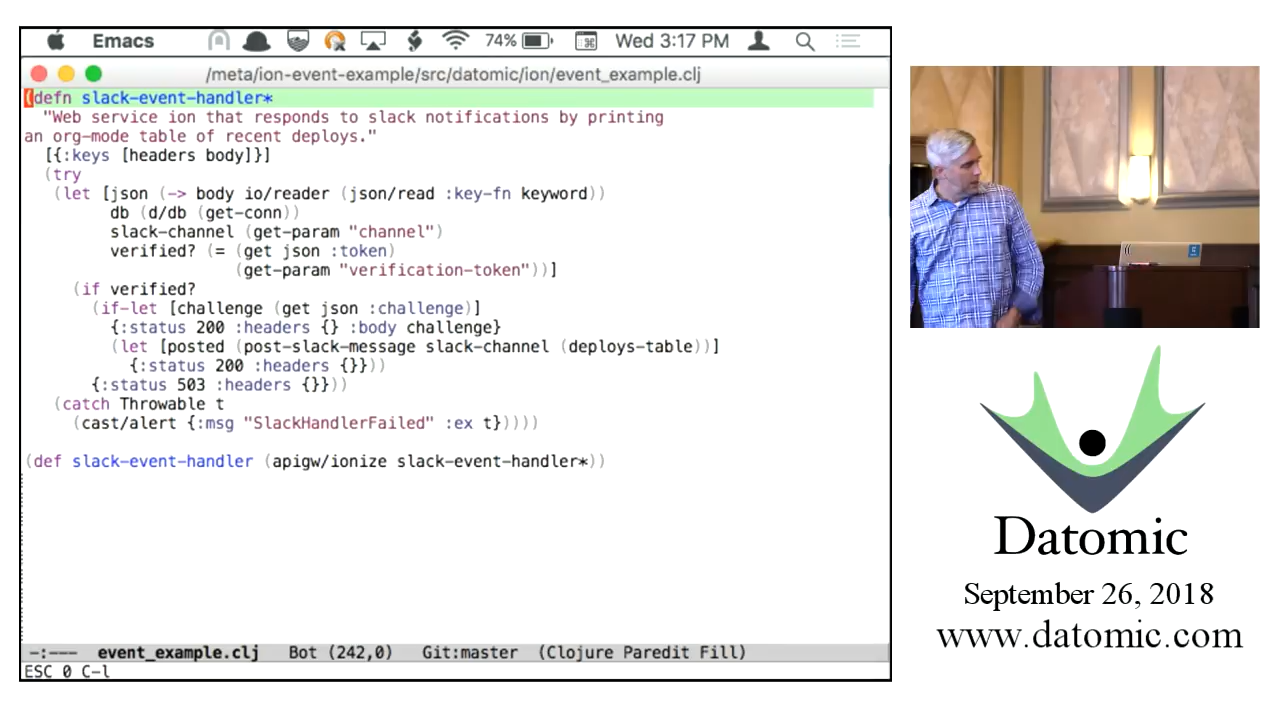 Emacs 74% Wed 3:17 PM
/meta/ion-event-example/src/datomic/ion/event_example.clj
(defn slack-event-handler*
  "Web service ion that responds to slack notifications by printing
an org-mode table of recent deploys."
  [{:keys [headers body]}]
  (try
   (let [json (-> body io/reader (json/read :key-fn keyword))
         db (d/db (get-conn))
         slack-channel (get-param "channel")
         verified? (= (get json :token)
                      (get-param "verification-token"))]
     (if verified?
       (if-let [challenge (get json :challenge)]
         {:status 200 :headers {} :body challenge}
         (let [posted (post-slack-message slack-channel (deploys-table))]
           {:status 200 :headers {}}))
       {:status 503 :headers {}}))
   (catch Throwable t
     (cast/alert {:msg "SlackHandlerFailed" :ex t}))))
(def slack-event-handler (apigw/ionize slack-event-handler*))
-:--- event_example.clj Bot (242,0) Git:master (Clojure Paredit Fill)
ESC 0 C-l
Datomic
September 26, 2018
www.datomic.com